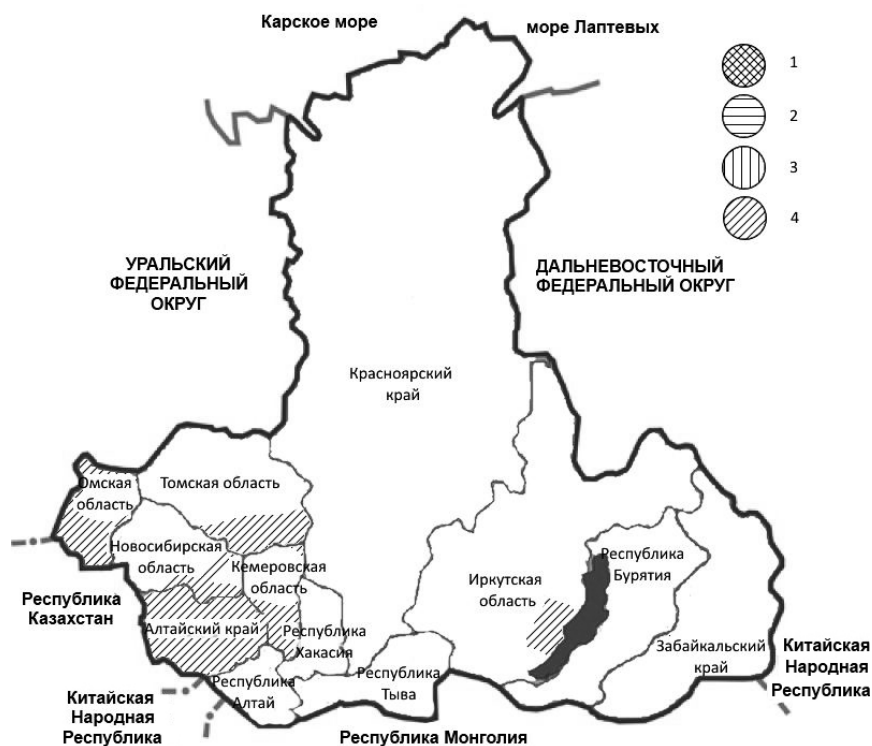 Карское море
море Лаптевых
1
2
3
4
УРАЛЬСКИЙ
ФЕДЕРАЛЬНЫЙ
ОКРУГ
ДАЛЬНЕВОСТОЧНЫЙ
ФЕДЕРАЛЬНЫЙ ОКРУГ
Красноярский
край
Омская
область
Томская область
Новосибирская
область
Кемеровская
область
Республика
Бурятия
Иркутская
область
Республика
Казахстан
Алтайский край
Республика
Хакасия
Забайкальский
край
Китайская
Народная
Республика
Республика
Алтай
Республика
Тыва
Китайская
Народная
Республика
Республика Монголия